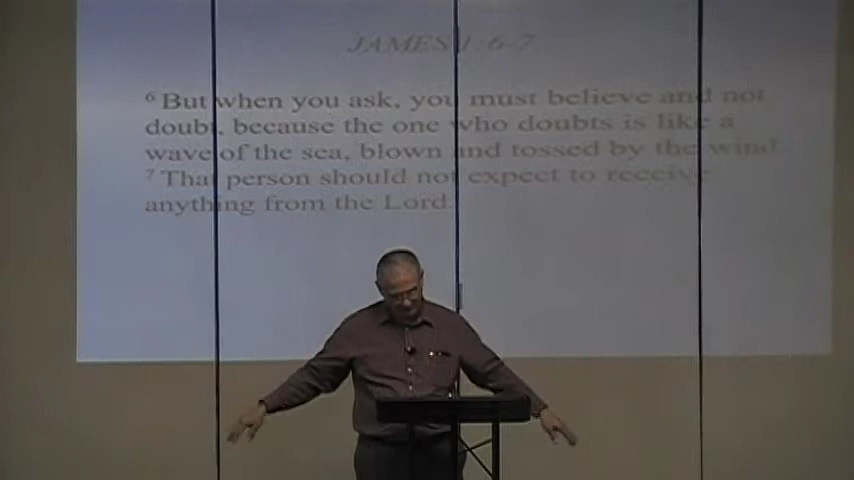 JAMES 1:6-7
6 But when you ask, you must believe and not
doubt, because the one who doubts is like a
wave of the sea, blown and tossed by the wind.
7 That person should not expect to receive
anything from the Lord.